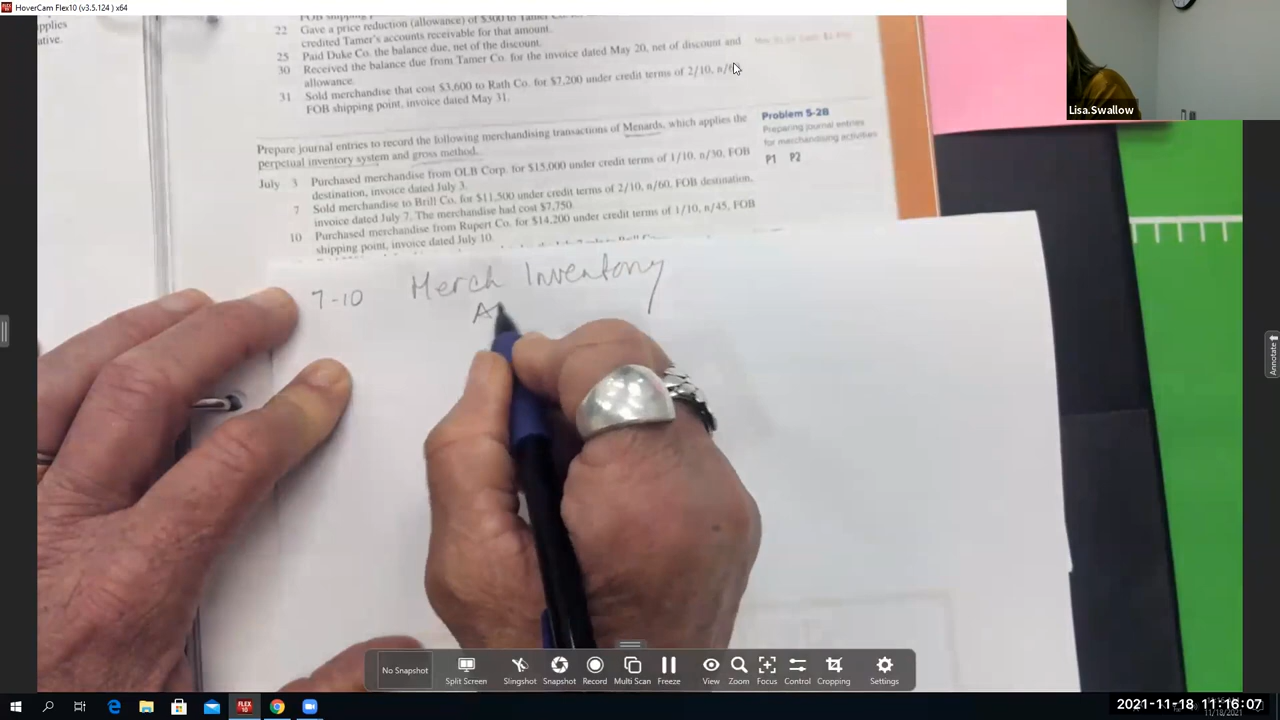 HoverCam Flex10 (v3.5.124) x64
pplies
ative.
FOB shipping
22 Gave a price reduction (allowance) of $300 to Tamer
credited Tamer's accounts receivable for that amount.
25 Paid Duke Co. the balance due, net of the discount.
30 Received the balance due from Tamer Co. for the invoice dated May 20, net of discount and
allowance.
31 Sold merchandise that cost $3,600 to Rath Co. for $7,200 under credit terms of 2/10, n/60,
FOB shipping point, invoice dated May 31.
Prepare journal entries to record the following merchandising transactions of Menards, which applies the
perpetual inventory system and gross method.
Problem 5-2B
Preparing journal entries
for merchandising activities
P1 P2
July 3 Purchased merchandise from OLB Corp. for $15,000 under credit terms of 1/10, n/30, FOB
destination, invoice dated July 3.
7 Sold merchandise to Brill Co. for $11,500 under credit terms of 2/10, n/60, FOB destination,
invoice dated July 7. The merchandise had cost $7,750.
10 Purchased merchandise from Rupert Co. for $14,200 under credit terms of 1/10, n/45, FOB
shipping point, invoice dated July 10.
7-10 Merch Inventory
A
Lisa.Swallow
Annotate
No Snapshot
Split Screen
Slingshot
Snapshot
Record
Multi Scan
Freeze
View
Zoom
Focus
Control
Cropping
Settings
FLEX
10
2021-11-18 11:16:07